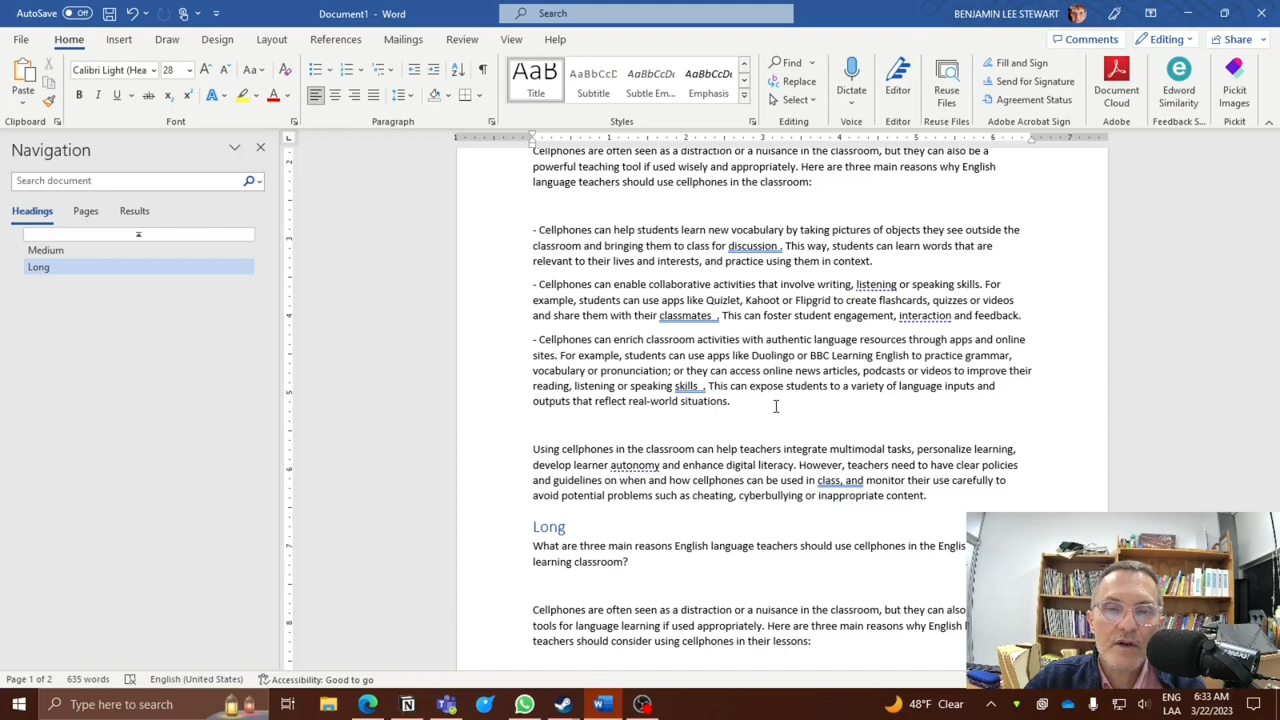 AutoSave Off Document1 - Word Search BENJAMIN LEE STEWART
File Home Insert Draw Design Layout References Mailings Review View Help Comments Editing Share
Calibri Light (Hea 28 Aa AaB AaBbCcD AaBbCcDt AaBbCcDt Find Fill and Sign
Paste B I U ab x₂ x² A A Title Subtitle Subtle Em... Emphasis Replace Select Dictate Editor Reuse Files Send for Signature Agreement Status Document Cloud Edword Similarity Pickit Images
Clipboard Font Paragraph Styles Editing Voice Editor Reuse Files Adobe Acrobat Sign Adobe Feedback S... Pickit
Navigation
Search document
Headings Pages Results
Medium
Long
1 1 2 3 4 5 6 7
Cellphones are often seen as a distraction or a nuisance in the classroom, but they can also be a
powerful teaching tool if used wisely and appropriately. Here are three main reasons why English
language teachers should use cellphones in the classroom:
- Cellphones can help students learn new vocabulary by taking pictures of objects they see outside the
classroom and bringing them to class for discussion . This way, students can learn words that are
relevant to their lives and interests, and practice using them in context.
- Cellphones can enable collaborative activities that involve writing, listening or speaking skills. For
example, students can use apps like Quizlet, Kahoot or Flipgrid to create flashcards, quizzes or videos
and share them with their classmates  . This can foster student engagement, interaction and feedback.
- Cellphones can enrich classroom activities with authentic language resources through apps and online
sites. For example, students can use apps like Duolingo or BBC Learning English to practice grammar,
vocabulary or pronunciation; or they can access online news articles, podcasts or videos to improve their
reading, listening or speaking skills  . This can expose students to a variety of language inputs and
outputs that reflect real-world situations.
Using cellphones in the classroom can help teachers integrate multimodal tasks, personalize learning,
develop learner autonomy and enhance digital literacy. However, teachers need to have clear policies
and guidelines on when and how cellphones can be used in class, and monitor their use carefully to
avoid potential problems such as cheating, cyberbullying or inappropriate content.
Long
What are three main reasons English language teachers should use cellphones in the Englis
learning classroom?
Cellphones are often seen as a distraction or a nuisance in the classroom, but they can also
tools for language learning if used appropriately. Here are three main reasons why English
teachers should consider using cellphones in their lessons:
Page 1 of 2 635 words English (United States) Accessibility: Good to go
Type here to search 48°F Clear ENG LAA 6:33 AM 3/22/2023